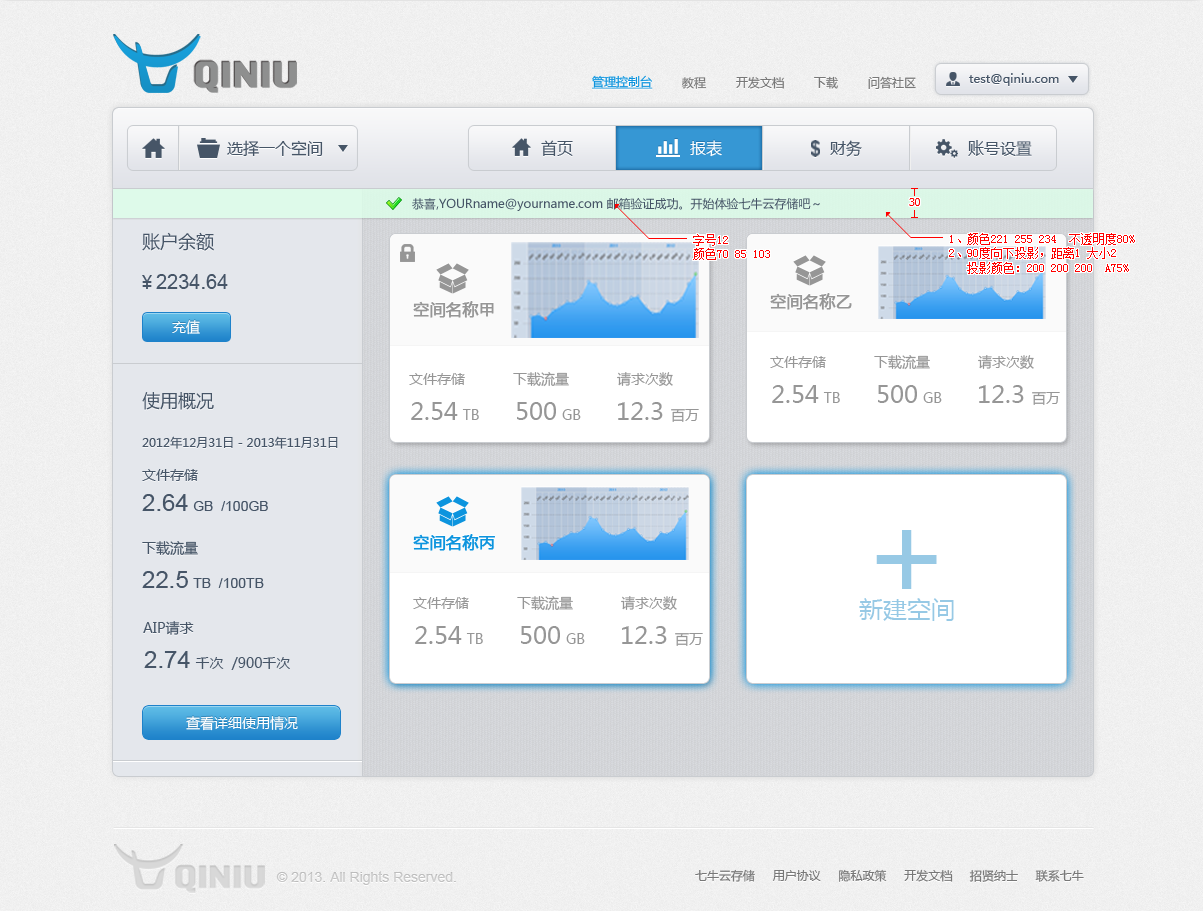 QINIU
管理控制台 教程 开发文档 下载 问答社区 test@qiniu.com
选择一个空间 首页 报表 $ 财务 账号设置
恭喜,YOURname@yourname.com 邮箱验证成功。开始体验七牛云存储吧～
30
字号12
颜色70 85 103
1、颜色221 255 234 不透明度80%
2、90度向下投影，距离1 大小2
投影颜色：200 200 200 A75%
账户余额
¥ 2234.64
充值
使用概况
2012年12月31日 - 2013年11月31日
文件存储
2.64 GB /100GB
下载流量
22.5 TB /100TB
AIP请求
2.74 千次 /900千次
查看详细使用情况
空间名称甲
文件存储 下载流量 请求次数
2.54 TB 500 GB 12.3 百万
空间名称乙
文件存储 下载流量 请求次数
2.54 TB 500 GB 12.3 百万
空间名称丙
文件存储 下载流量 请求次数
2.54 TB 500 GB 12.3 百万
新建空间
QINIU © 2013. All Rights Reserved.
七牛云存储 用户协议 隐私政策 开发文档 招贤纳士 联系七牛